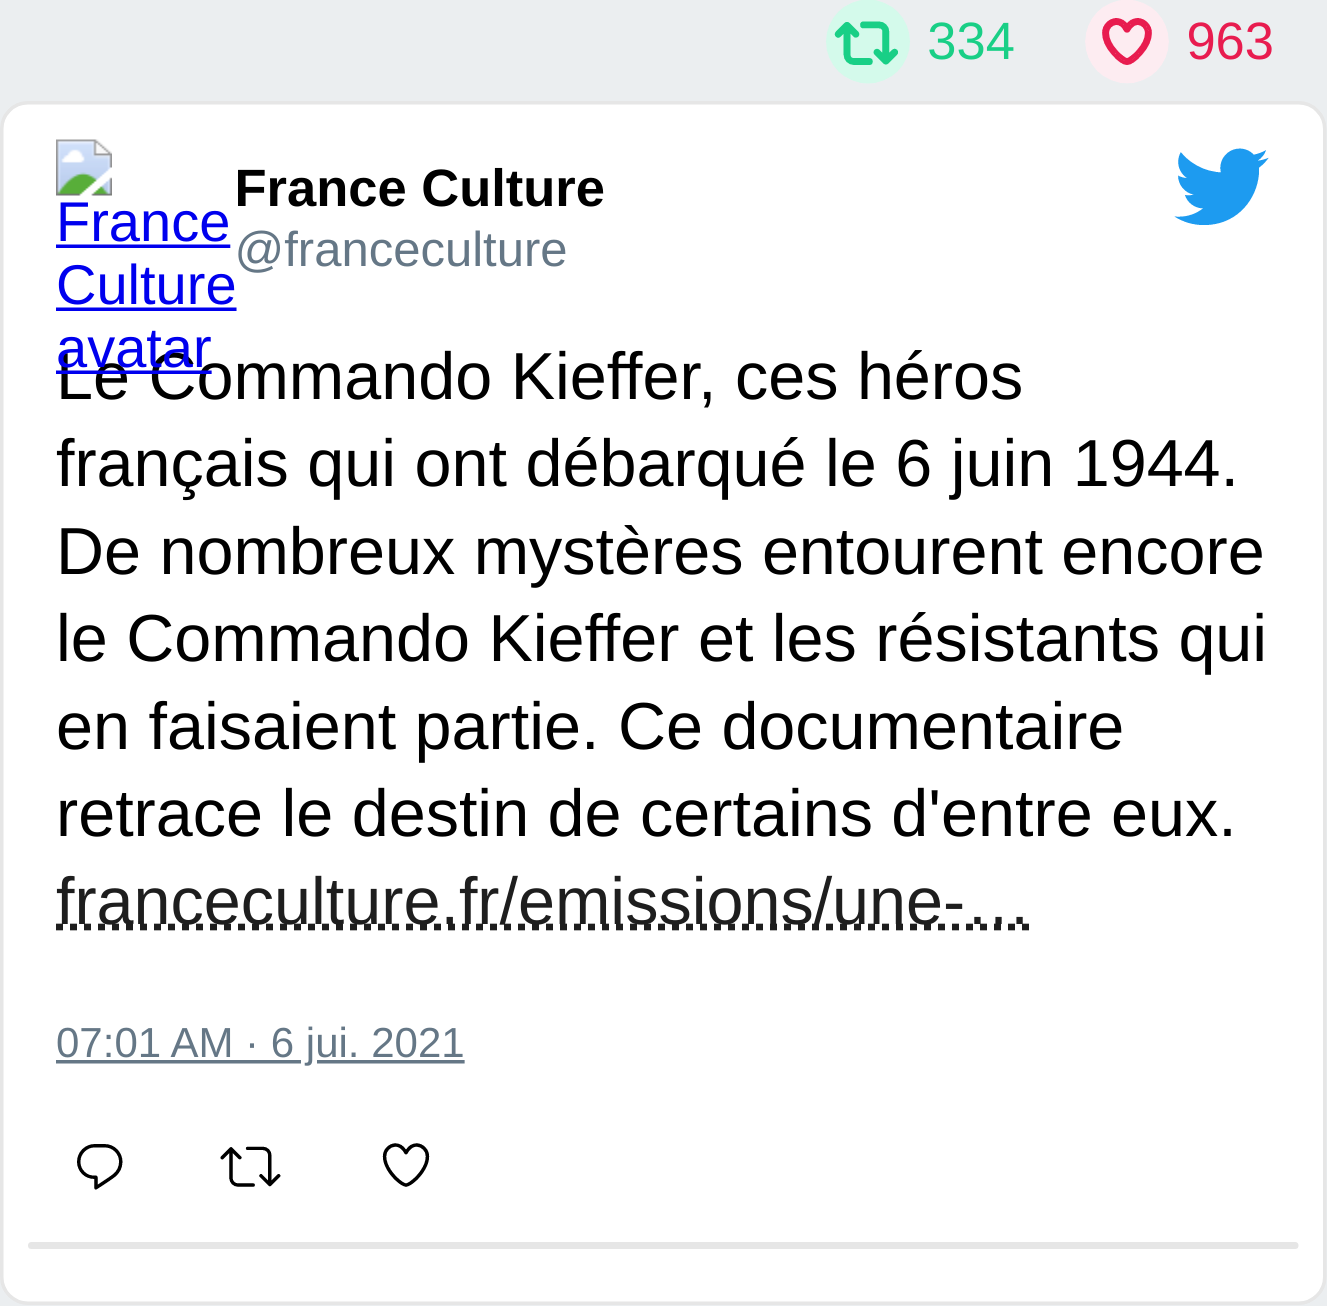 334 963
France Culture
@franceculture
France
Culture
avatar
Le Commando Kieffer, ces héros
français qui ont débarqué le 6 juin 1944.
De nombreux mystères entourent encore
le Commando Kieffer et les résistants qui
en faisaient partie. Ce documentaire
retrace le destin de certains d'entre eux.
franceculture.fr/emissions/une-...
07:01 AM · 6 jui. 2021